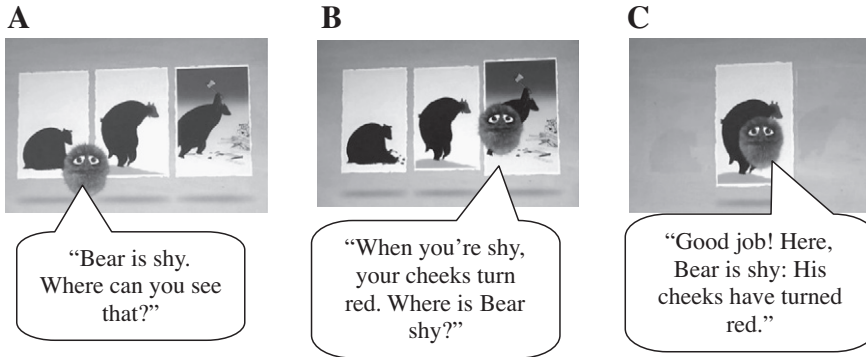 A
B
C
“Bear is shy.
Where can you see
that?”
“When you’re shy,
your cheeks turn
red. Where is Bear
shy?”
“Good job! Here,
Bear is shy: His
cheeks have turned
red.”